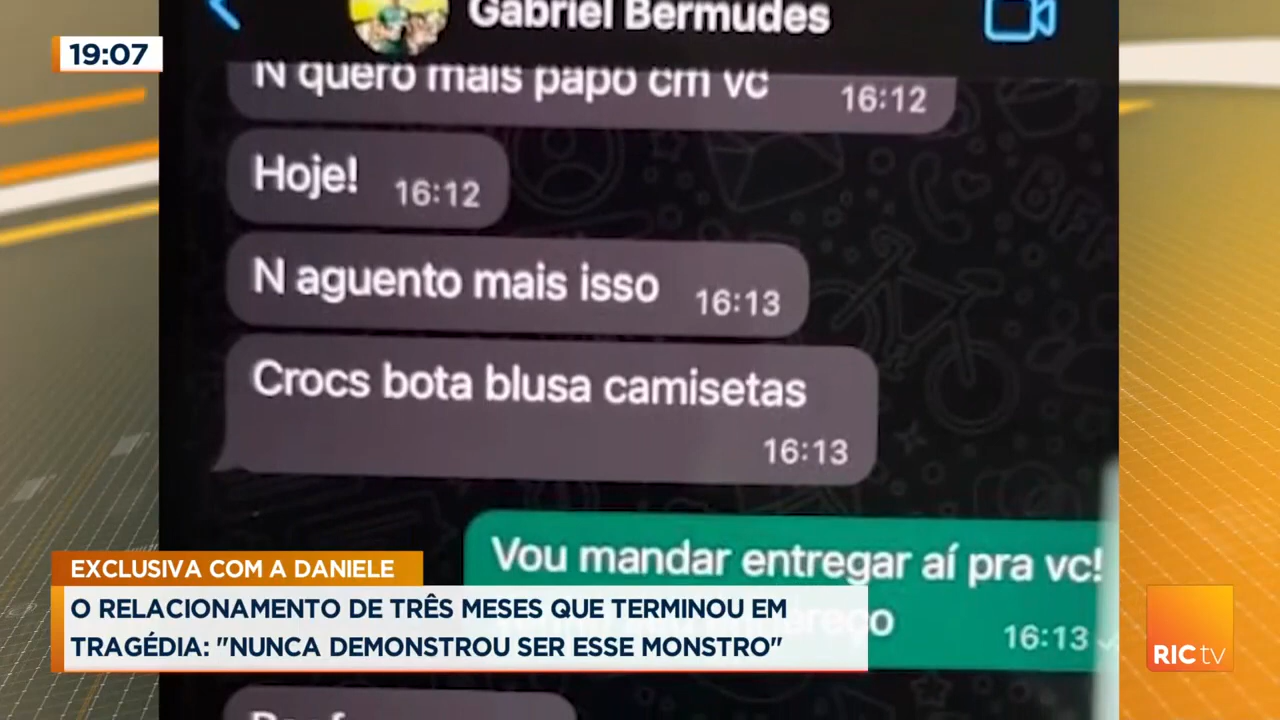 19:07
Gabriel Bermudes
N quero mais papo cm vc
16:12
Hoje!
16:12
N aguento mais isso
16:13
Crocs bota blusa camisetas
16:13
Vou mandar entregar aí pra vc!
16:13
EXCLUSIVA COM A DANIELE
O RELACIONAMENTO DE TRÊS MESES QUE TERMINOU EM
TRAGÉDIA: "NUNCA DEMONSTROU SER ESSE MONSTRO"
RIC tv